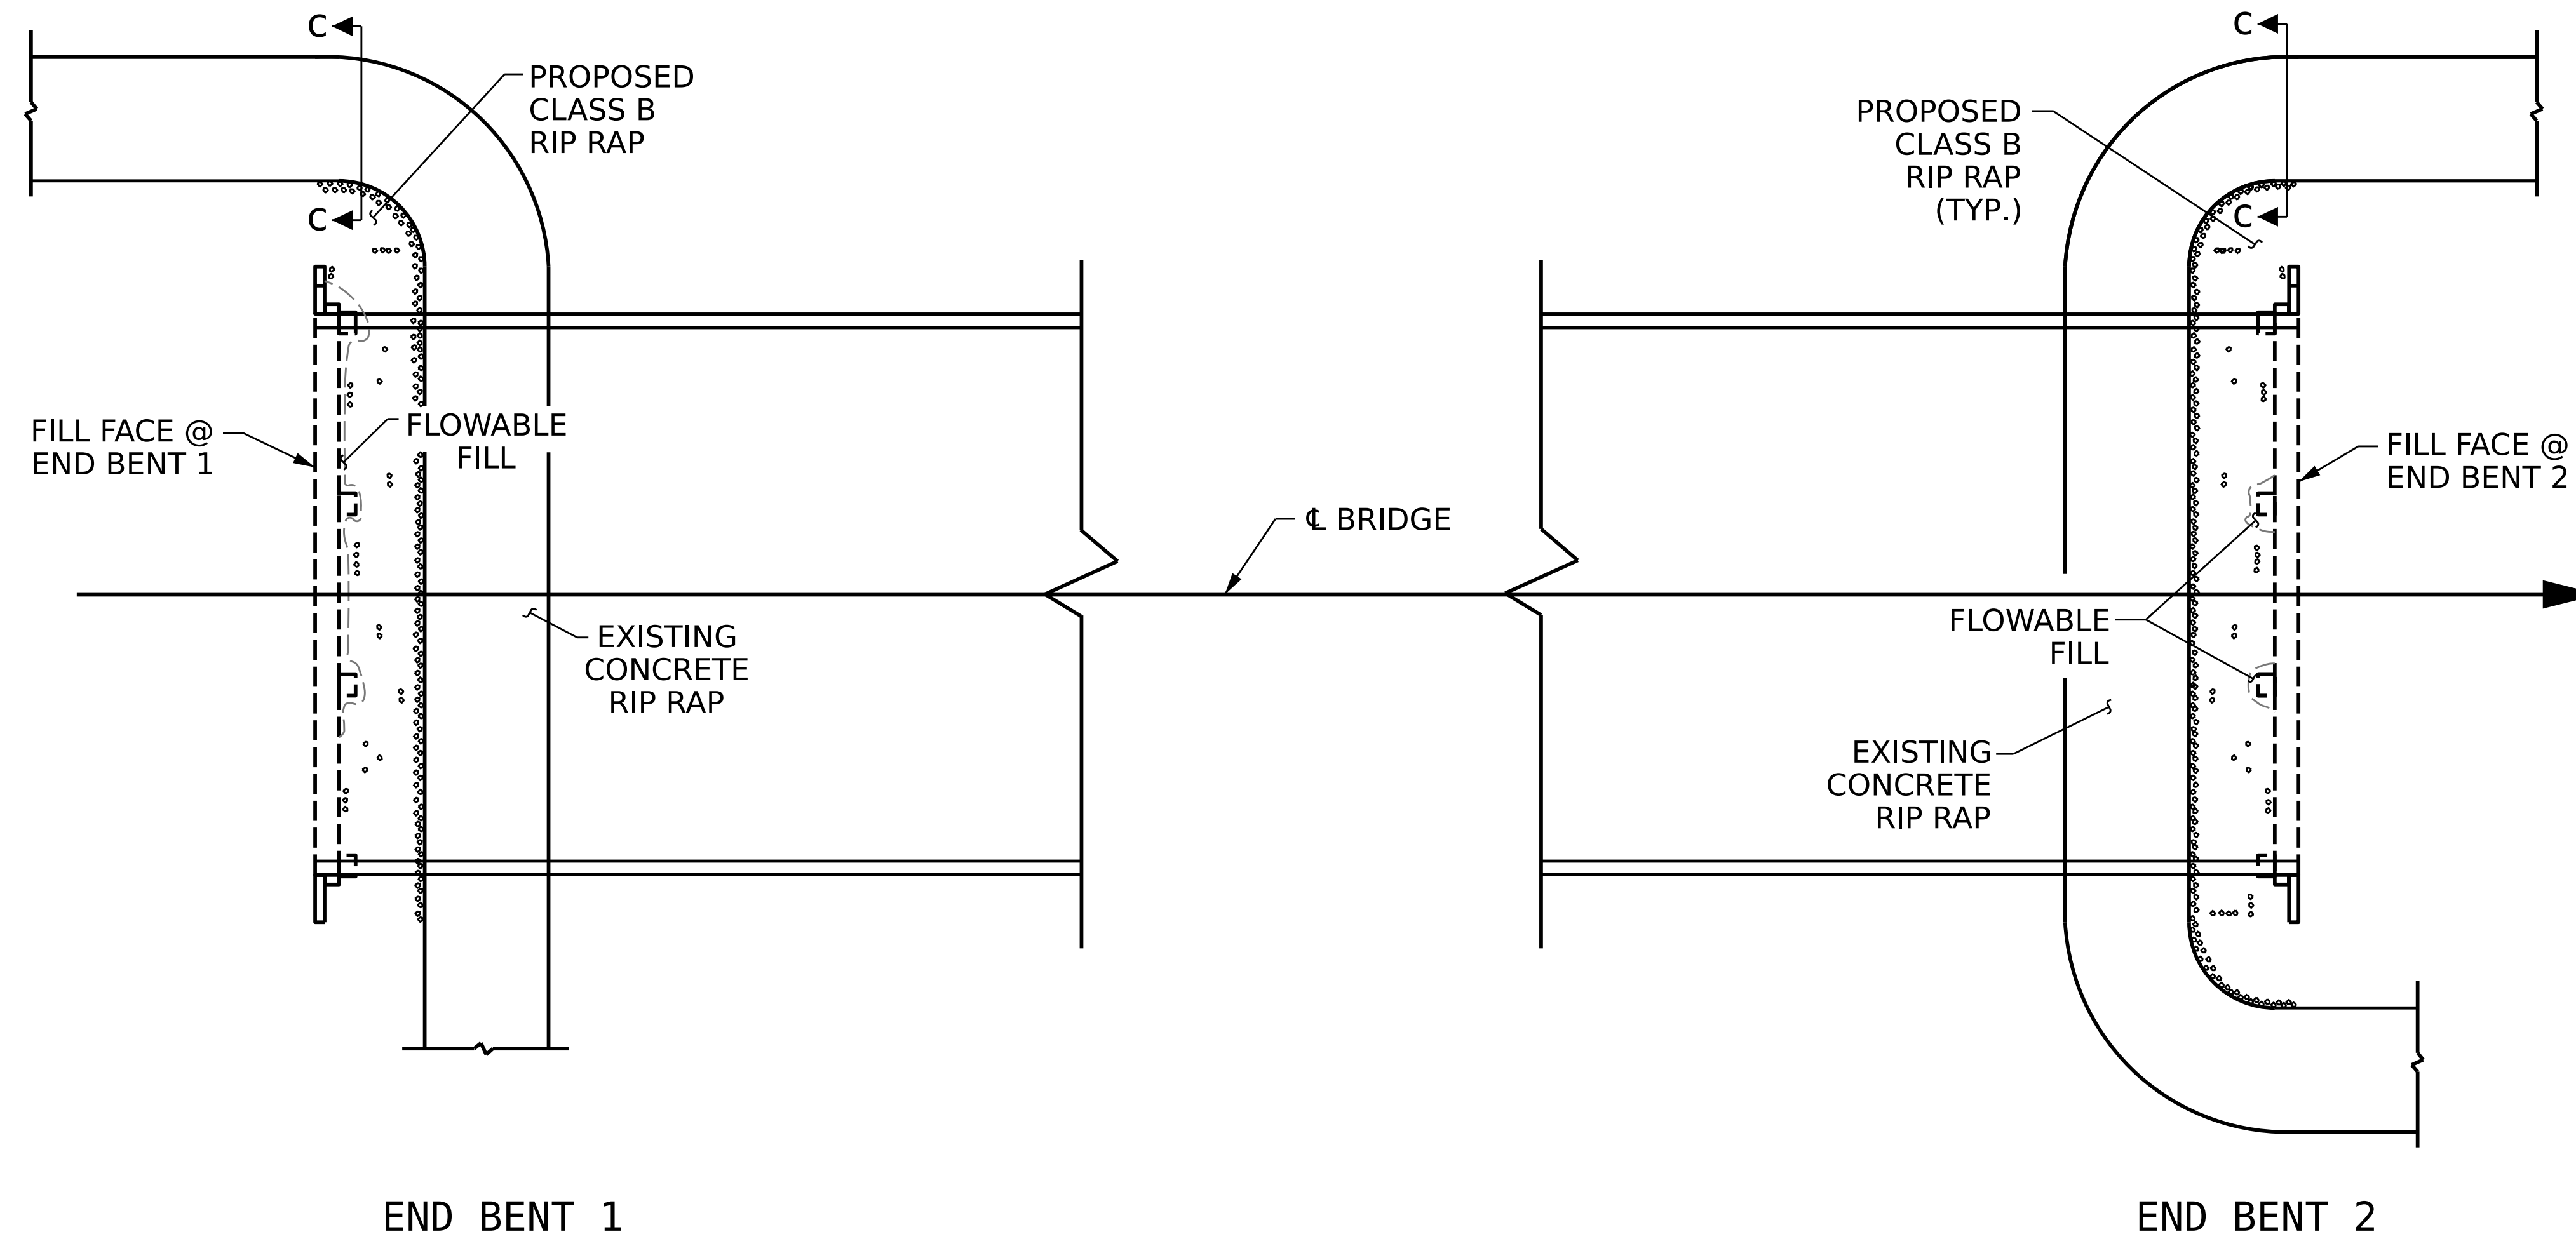 C
C
PROPOSED
CLASS B
RIP RAP
C
C
PROPOSED
CLASS B
RIP RAP
(TYP.)
FILL FACE @
END BENT 1
FLOWABLE
FILL
FILL FACE @
END BENT 2
℄ BRIDGE
EXISTING
CONCRETE
RIP RAP
FLOWABLE
FILL
EXISTING
CONCRETE
RIP RAP
END BENT 1
END BENT 2